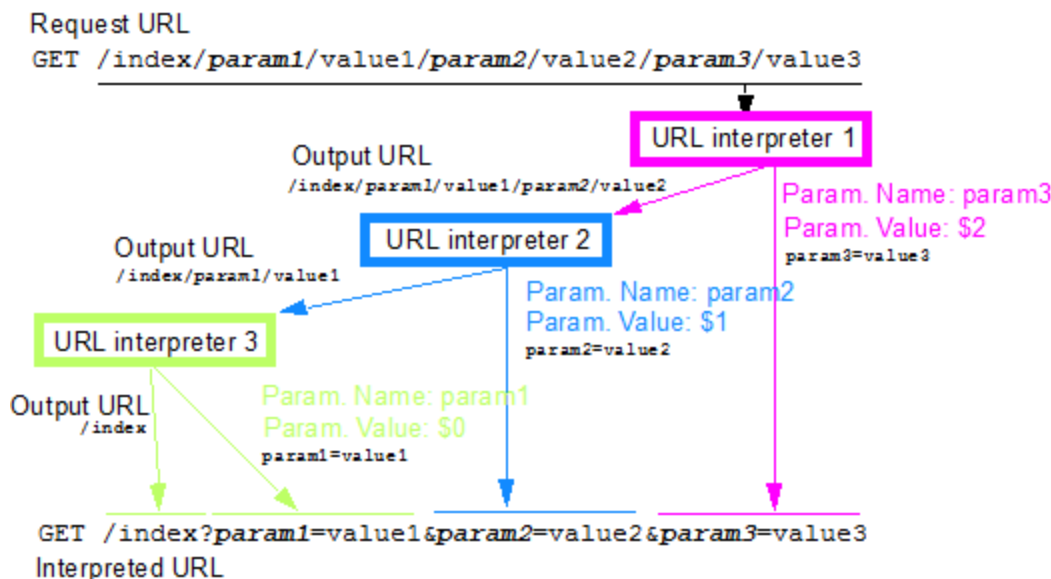 Request URL
GET /index/param1/value1/param2/value2/param3/value3
URL interpreter 1
Output URL
/index/param1/value1/param2/value2
Param. Name: param3
Param. Value: $2
param3=value3
URL interpreter 2
Output URL
/index/param1/value1
Param. Name: param2
Param. Value: $1
param2=value2
URL interpreter 3
Output URL
/index
Param. Name: param1
Param. Value: $0
param1=value1
GET /index?param1=value1&param2=value2&param3=value3
Interpreted URL